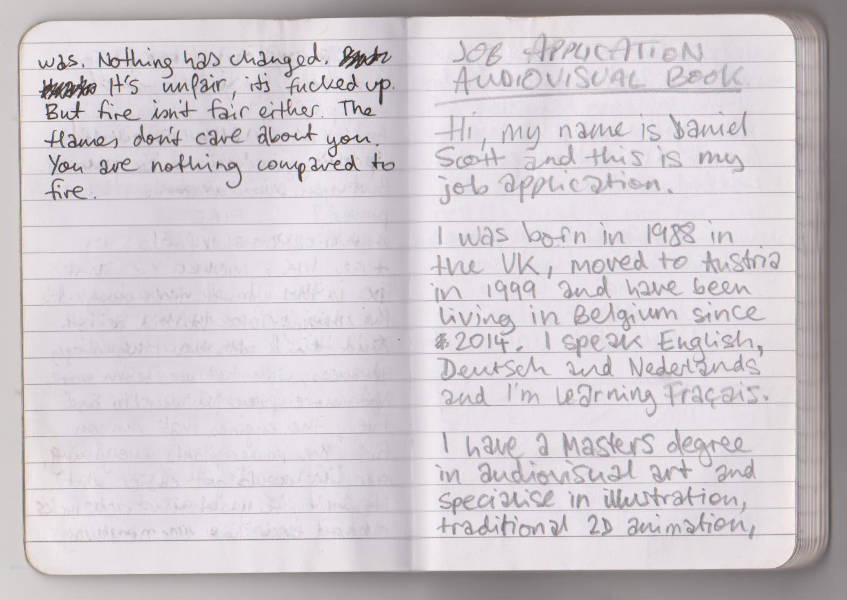 was. Nothing has changed.
It's unfair, it's fucked up.
But fire isn't fair either. The
flames don't care about you.
You are nothing compared to
fire.
JOB APPLICATION
AUDIOVISUAL BOOK
Hi, my name is Daniel
Scott and this is my
job application.
I was born in 1988 in
the UK, moved to Austria
in 1999 and have been
living in Belgium since
2014. I speak English,
Deutsch and Nederlands
and I'm learning Fraçais.
I have a Masters degree
in audiovisual art and
specialise in illustration,
traditional 2D animation,